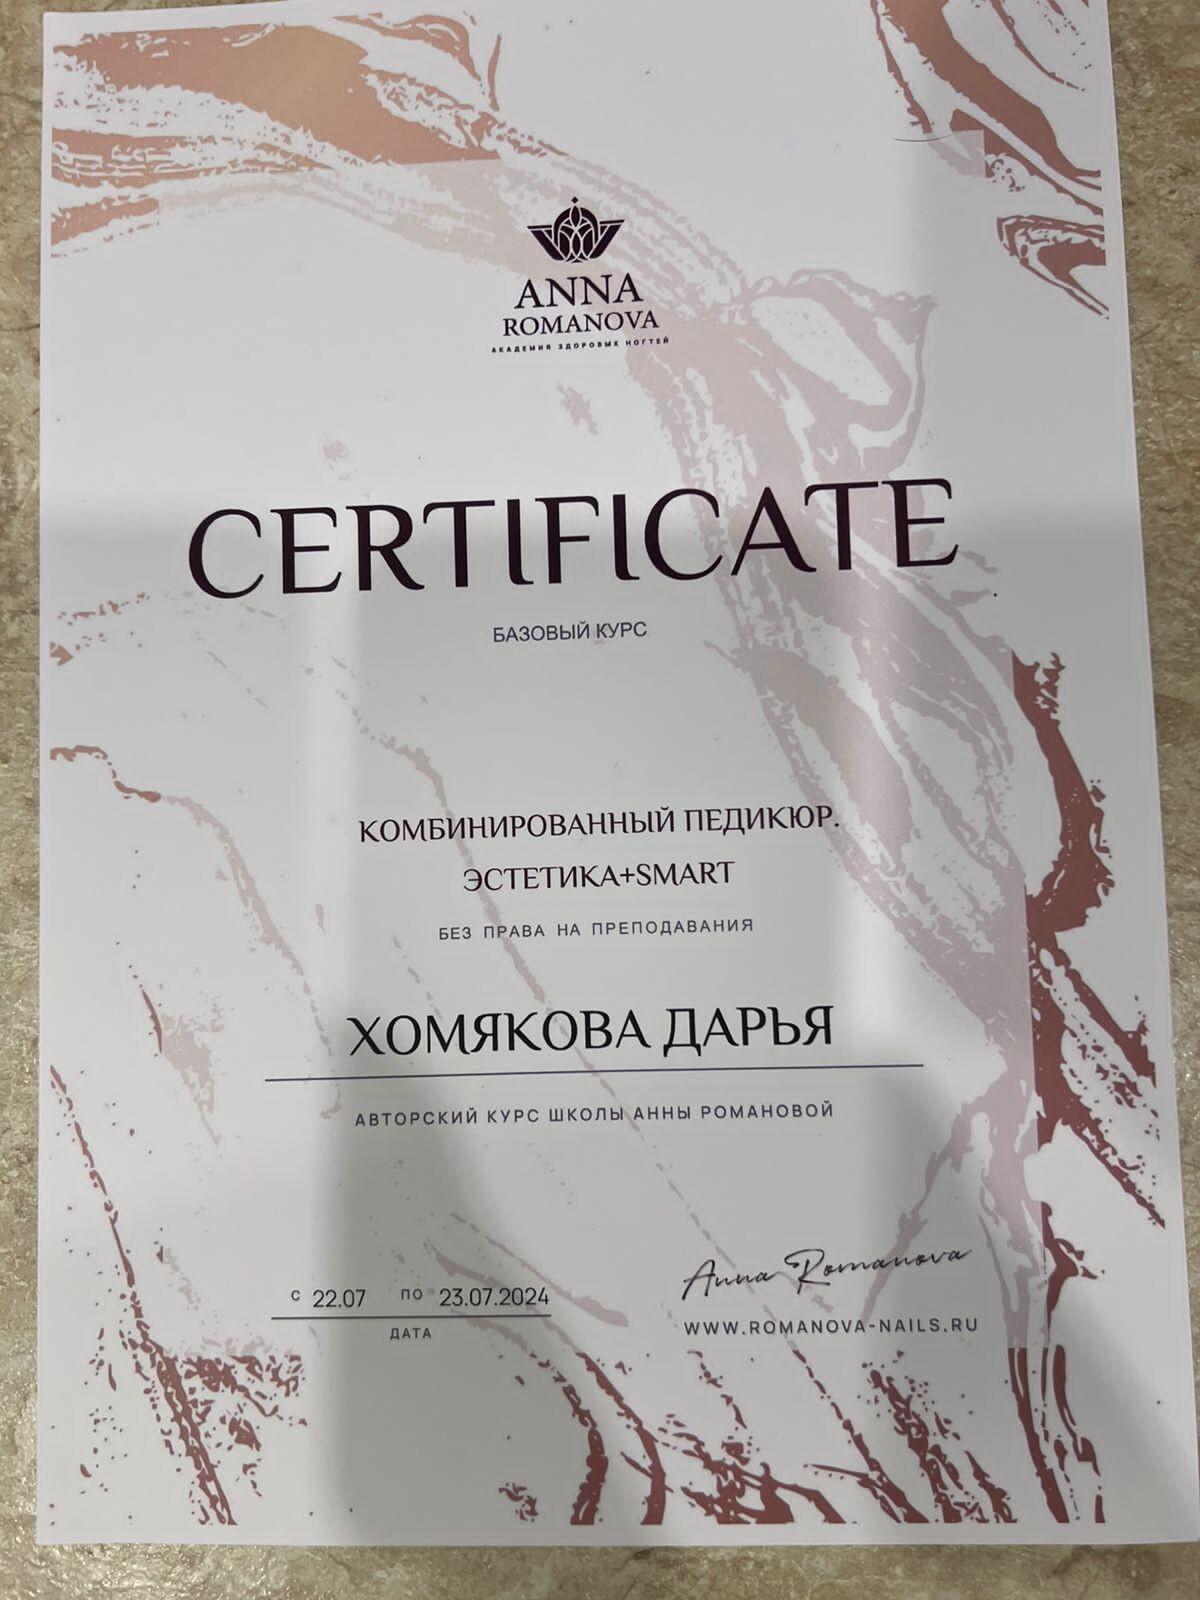 ANNA
ROMANOVA
АКАДЕМИЯ ЗДОРОВЫХ НОГТЕЙ
CERTIFICATE
БАЗОВЫЙ КУРС
КОМБИНИРОВАННЫЙ ПЕДИКЮР.
ЭСТЕТИКА+SMART
БЕЗ ПРАВА НА ПРЕПОДАВАНИЯ
ХОМЯКОВА ДАРЬЯ
АВТОРСКИЙ КУРС ШКОЛЫ АННЫ РОМАНОВОЙ
С 22.07 ПО 23.07.2024
ДАТА
Anna Romanova
WWW.ROMANOVA-NAILS.RU